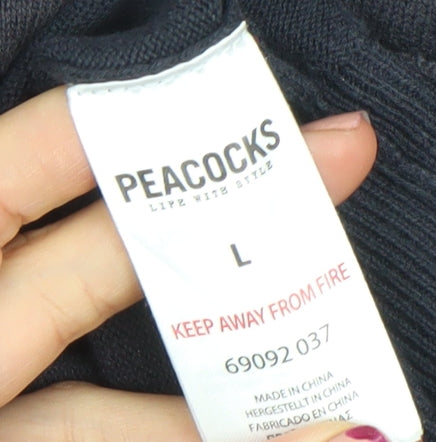 PEACOCKS
LIFE WITH STYLE
L
KEEP AWAY FROM FIRE
69092 037
MADE IN CHINA
HERGESTELLT IN CHINA
FABRICADO EN CHINA